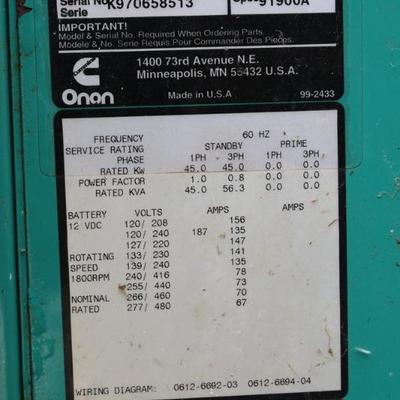 Serial No. K970658513
Serie 91900A
IMPORTANT!
Model & Serial No. Required When Ordering Parts.
Modele & No. Serie Requis Pour Commander Des Pieces.
Cummins
Onan
1400 73rd Avenue N.E.
Minneapolis, MN 55432 U.S.A.
Made in U.S.A 99-2433
FREQUENCY 60 HZ
SERVICE RATING STANDBY PRIME
PHASE 1PH 3PH 1PH 3PH
RATED KW 45.0 45.0 0.0 0.0
POWER FACTOR 1.0 0.8 0.0 0.0
RATED KVA 45.0 56.3 0.0 0.0
BATTERY VOLTS AMPS AMPS
12 VDC 120/ 208 156
120/ 240 187 135
127/ 220 147
ROTATING 133/ 230 141
SPEED 139/ 240 135
1800RPM 240/ 416 78
255/ 440 73
NOMINAL 266/ 460 70
RATED 277/ 480 67
WIRING DIAGRAM: 0612-6692-03 0612-6694-04